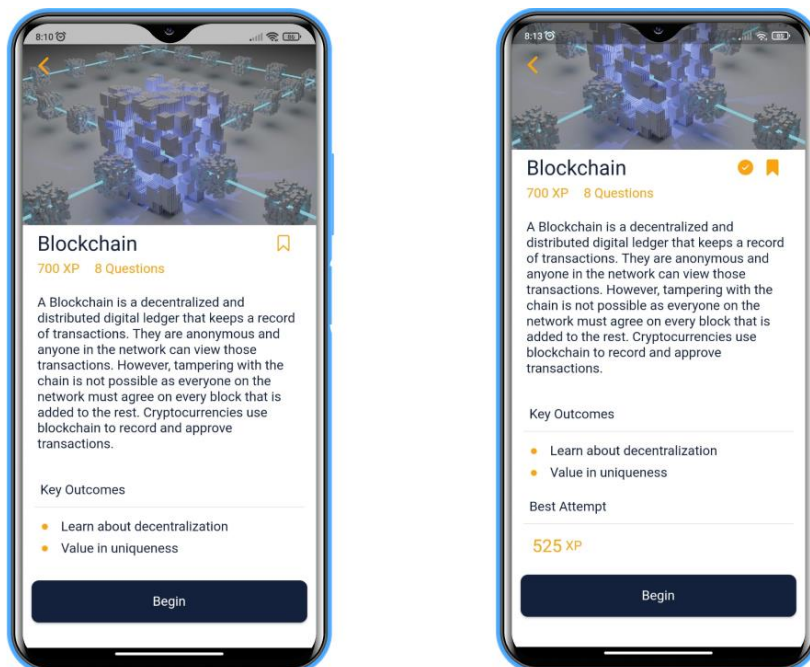 8:10
86
Blockchain
700 XP 8 Questions
A Blockchain is a decentralized and
distributed digital ledger that keeps a record
of transactions. They are anonymous and
anyone in the network can view those
transactions. However, tampering with the
chain is not possible as everyone on the
network must agree on every block that is
added to the rest. Cryptocurrencies use
blockchain to record and approve
transactions.
Key Outcomes
Learn about decentralization
Value in uniqueness
Begin
8:13
Blockchain
700 XP 8 Questions
A Blockchain is a decentralized and
distributed digital ledger that keeps a record
of transactions. They are anonymous and
anyone in the network can view those
transactions. However, tampering with the
chain is not possible as everyone on the
network must agree on every block that is
added to the rest. Cryptocurrencies use
blockchain to record and approve
transactions.
Key Outcomes
Learn about decentralization
Value in uniqueness
Best Attempt
525 XP
Begin